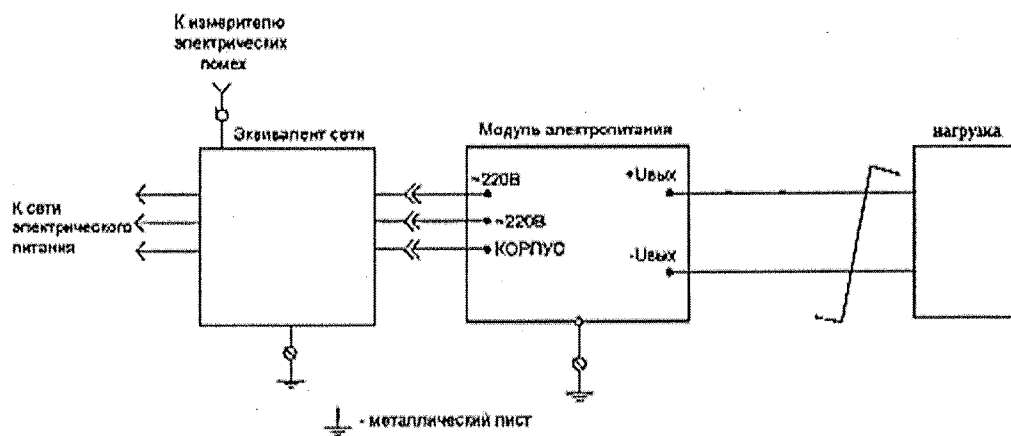 К измерителю
электрических
помех
Эквивалент сети
Модуль электропитания
нагрузка
~220В
+Uвых
К сети
электрического
питания
~220В
КОРПУС
-Uвых
- металлический лист